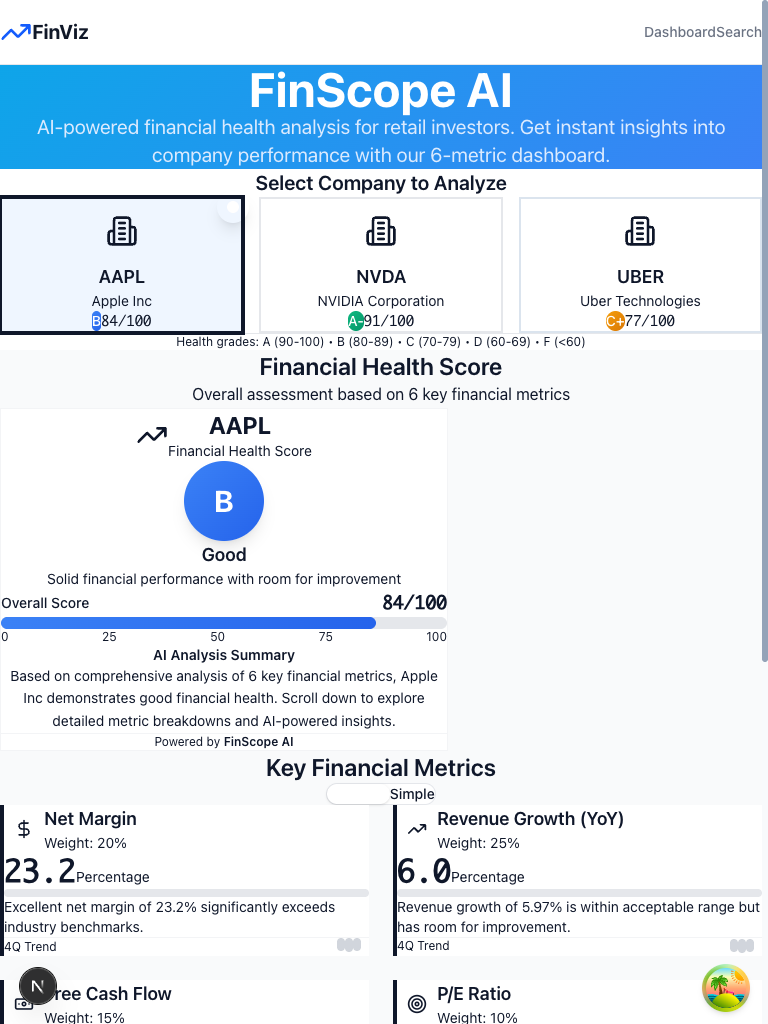 FinViz
DashboardSearch
FinScope AI
AI-powered financial health analysis for retail investors. Get instant insights into
company performance with our 6-metric dashboard.
Select Company to Analyze
AAPL
Apple Inc
B84/100
NVDA
NVIDIA Corporation
A-91/100
UBER
Uber Technologies
C+77/100
Health grades: A (90-100) • B (80-89) • C (70-79) • D (60-69) • F (<60)
Financial Health Score
Overall assessment based on 6 key financial metrics
AAPL
Financial Health Score
B
Good
Solid financial performance with room for improvement
Overall Score
84/100
0 25 50 75 100
AI Analysis Summary
Based on comprehensive analysis of 6 key financial metrics, Apple
Inc demonstrates good financial health. Scroll down to explore
detailed metric breakdowns and AI-powered insights.
Powered by FinScope AI
Key Financial Metrics
Simple
Net Margin
Weight: 20%
23.2Percentage
Excellent net margin of 23.2% significantly exceeds
industry benchmarks.
4Q Trend
Revenue Growth (YoY)
Weight: 25%
6.0Percentage
Revenue growth of 5.97% is within acceptable range but
has room for improvement.
4Q Trend
N
ree Cash Flow
Weight: 15%
P/E Ratio
Weight: 10%